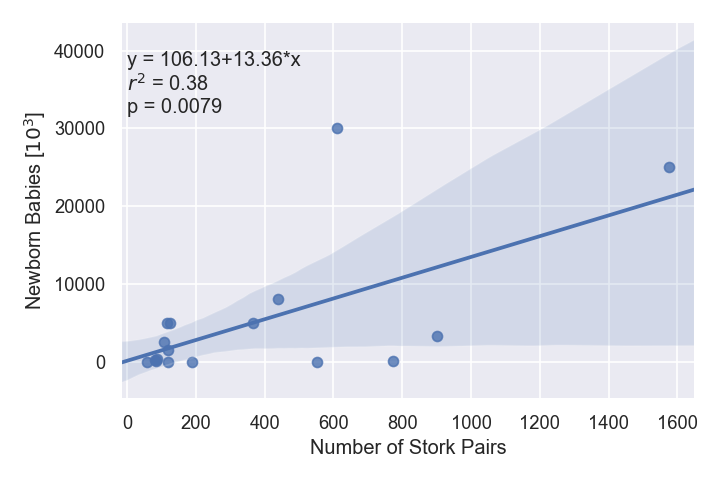 y = 106.13+13.36*x
r² = 0.38
p = 0.0079
40000
30000
20000
10000
0
Newborn Babies [10³]
0 200 400 600 800 1000 1200 1400 1600
Number of Stork Pairs